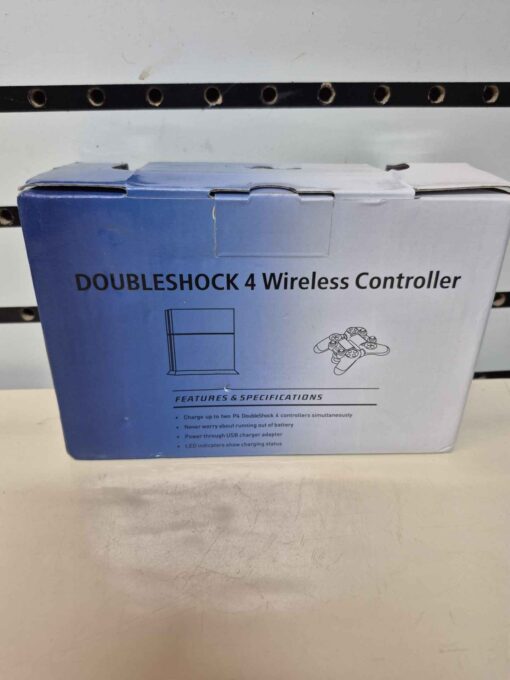 DOUBLESHOCK 4 Wireless Controller
FEATURES & SPECIFICATIONS
• Charge up to two P4 DoubleShock 4 controllers simultaneously
• Never worry about running out of battery
• Power through USB charger adapter
• LED indicators show charging status